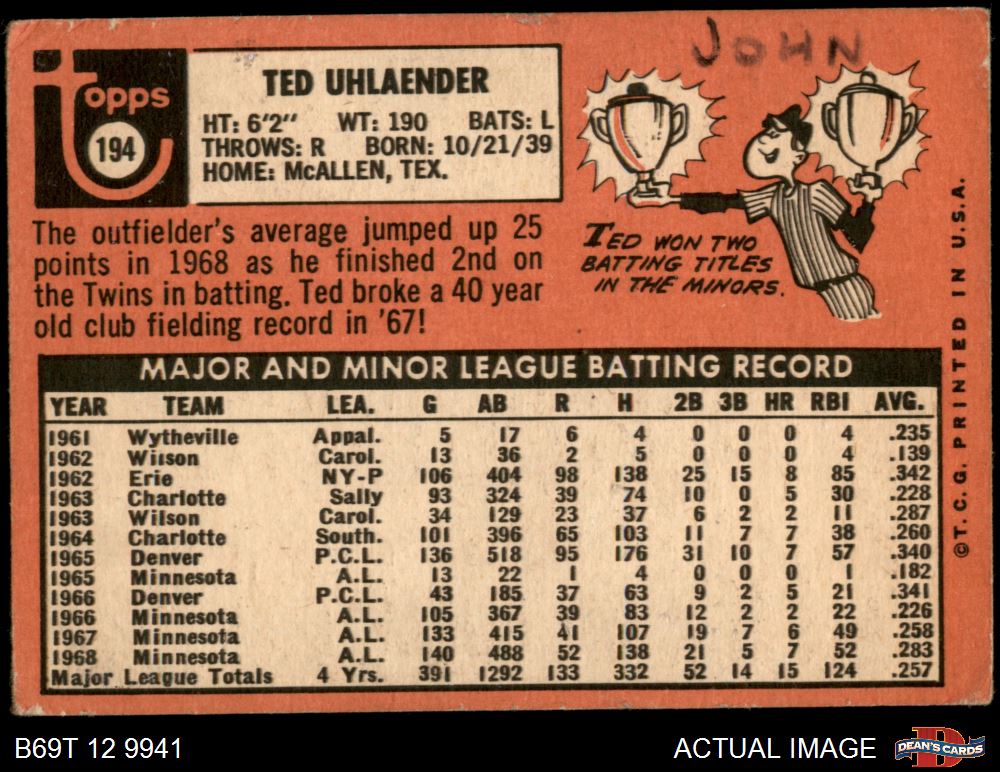 JOHN
Topps
194
TED UHLAENDER
HT: 6'2" WT: 190 BATS: L
THROWS: R BORN: 10/21/39
HOME: McALLEN, TEX.
The outfielder's average jumped up 25
points in 1968 as he finished 2nd on
the Twins in batting. Ted broke a 40 year
old club fielding record in '67!
TED WON TWO
BATTING TITLES
IN THE MINORS.
MAJOR AND MINOR LEAGUE BATTING RECORD
YEAR TEAM LEA. G AB R H 2B 3B HR RBI AVG.
1961 Wytheville Appal. 5 17 6 4 0 0 0 4 .235
1962 Wilson Carol. 13 36 2 5 0 0 0 4 .139
1962 Erie NY-P 106 404 98 138 25 15 8 85 .342
1963 Charlotte Sally 93 324 39 74 10 0 5 30 .228
1963 Wilson Carol. 34 129 23 37 6 2 2 11 .287
1964 Charlotte South. 101 396 65 103 11 7 7 38 .260
1965 Denver P.C.L. 136 518 95 176 31 10 7 57 .340
1965 Minnesota A.L. 13 22 1 4 0 0 0 1 .182
1966 Denver P.C.L. 43 185 37 63 9 2 5 21 .341
1966 Minnesota A.L. 105 367 39 83 12 2 2 22 .226
1967 Minnesota A.L. 133 415 41 107 19 7 6 49 .258
1968 Minnesota A.L. 140 488 52 138 21 5 7 52 .283
Major League Totals 4 Yrs. 391 1292 133 332 52 14 15 124 .257
©T.C.G. PRINTED IN U.S.A.
B69T 12 9941
ACTUAL IMAGE
DEAN'S CARDS